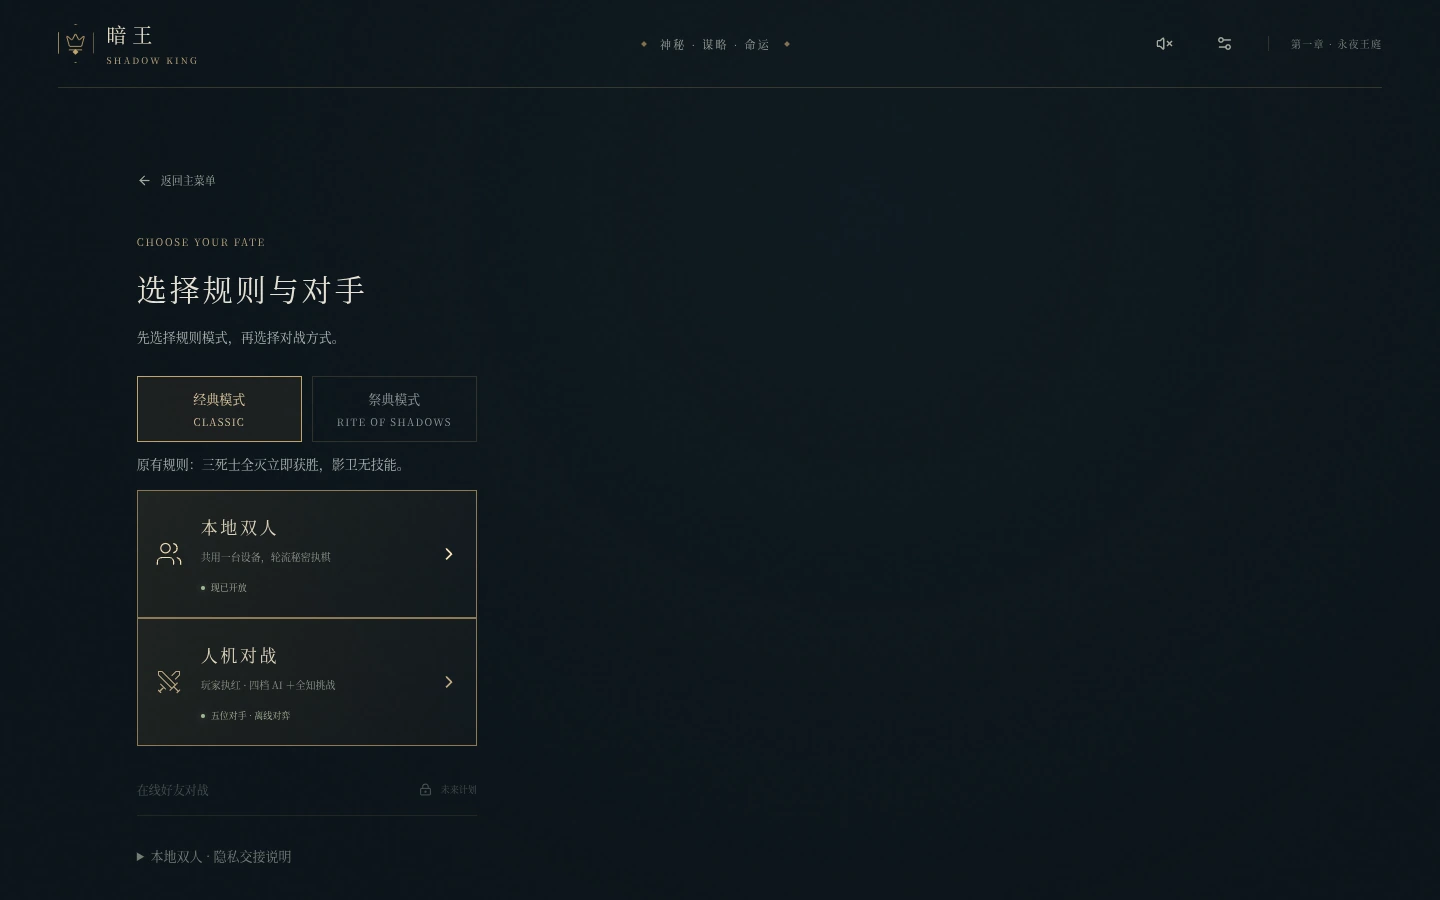 暗王
SHADOW KING
神秘 · 谋略 · 命运
第一章 · 永夜王庭
返回主菜单
CHOOSE YOUR FATE
选择规则与对手
先选择规则模式，再选择对战方式。
经典模式
CLASSIC
祭典模式
RITE OF SHADOWS
原有规则：三死士全灭立即获胜，影卫无技能。
本地双人
共用一台设备，轮流秘密执棋
现已开放
人机对战
玩家执红 · 四档 AI ＋全知挑战
五位对手 · 离线对弈
在线好友对战
未来计划
本地双人 · 隐私交接说明